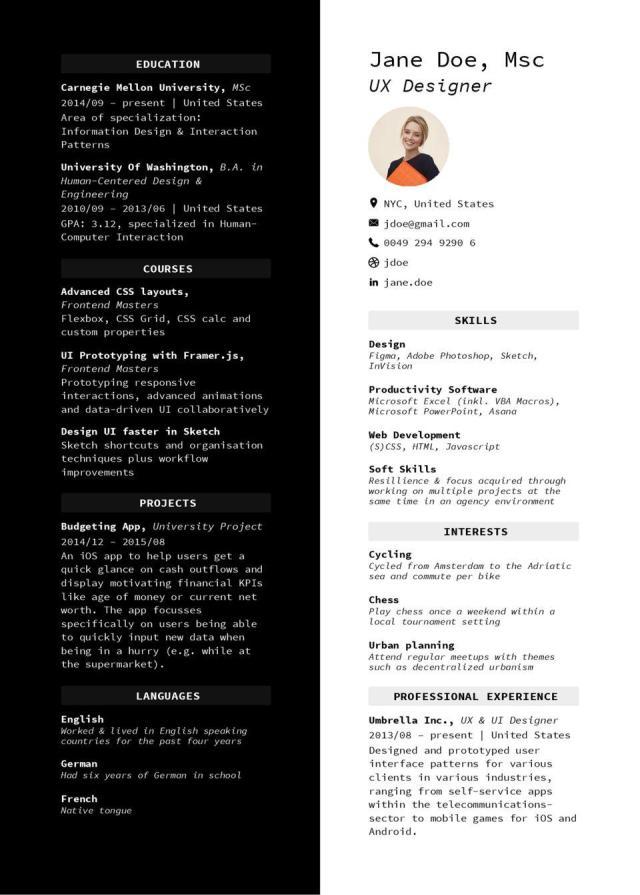 EDUCATION
Carnegie Mellon University, MSc
2014/09 – present | United States
Area of specialization:
Information Design & Interaction
Patterns
University Of Washington, B.A. in
Human-Centered Design &
Engineering
2010/09 – 2013/06 | United States
GPA: 3.12, specialized in Human-
Computer Interaction
COURSES
Advanced CSS layouts,
Frontend Masters
Flexbox, CSS Grid, CSS calc and
custom properties
UI Prototyping with Framer.js,
Frontend Masters
Prototyping responsive
interactions, advanced animations
and data-driven UI collaboratively
Design UI faster in Sketch
Sketch shortcuts and organisation
techniques plus workflow
improvements
PROJECTS
Budgeting App, University Project
2014/12 – 2015/08
An iOS app to help users get a
quick glance on cash outflows and
display motivating financial KPIs
like age of money or current net
worth. The app focusses
specifically on users being able
to quickly input new data when
being in a hurry (e.g. while at
the supermarket).
LANGUAGES
English
Worked & lived in English speaking
countries for the past four years
German
Had six years of German in school
French
Native tongue
Jane Doe, Msc
UX Designer
NYC, United States
jdoe@gmail.com
0049 294 9290 6
jdoe
in jane.doe
SKILLS
Design
Figma, Adobe Photoshop, Sketch,
InVision
Productivity Software
Microsoft Excel (inkl. VBA Macros),
Microsoft PowerPoint, Asana
Web Development
(S)CSS, HTML, Javascript
Soft Skills
Resillience & focus acquired through
working on multiple projects at the
same time in an agency environment
INTERESTS
Cycling
Cycled from Amsterdam to the Adriatic
sea and commute per bike
Chess
Play chess once a weekend within a
local tournament setting
Urban planning
Attend regular meetups with themes
such as decentralized urbanism
PROFESSIONAL EXPERIENCE
Umbrella Inc., UX & UI Designer
2013/08 – present | United States
Designed and prototyped user
interface patterns for various
clients in various industries,
ranging from self-service apps
within the telecommunications-
sector to mobile games for iOS and
Android.